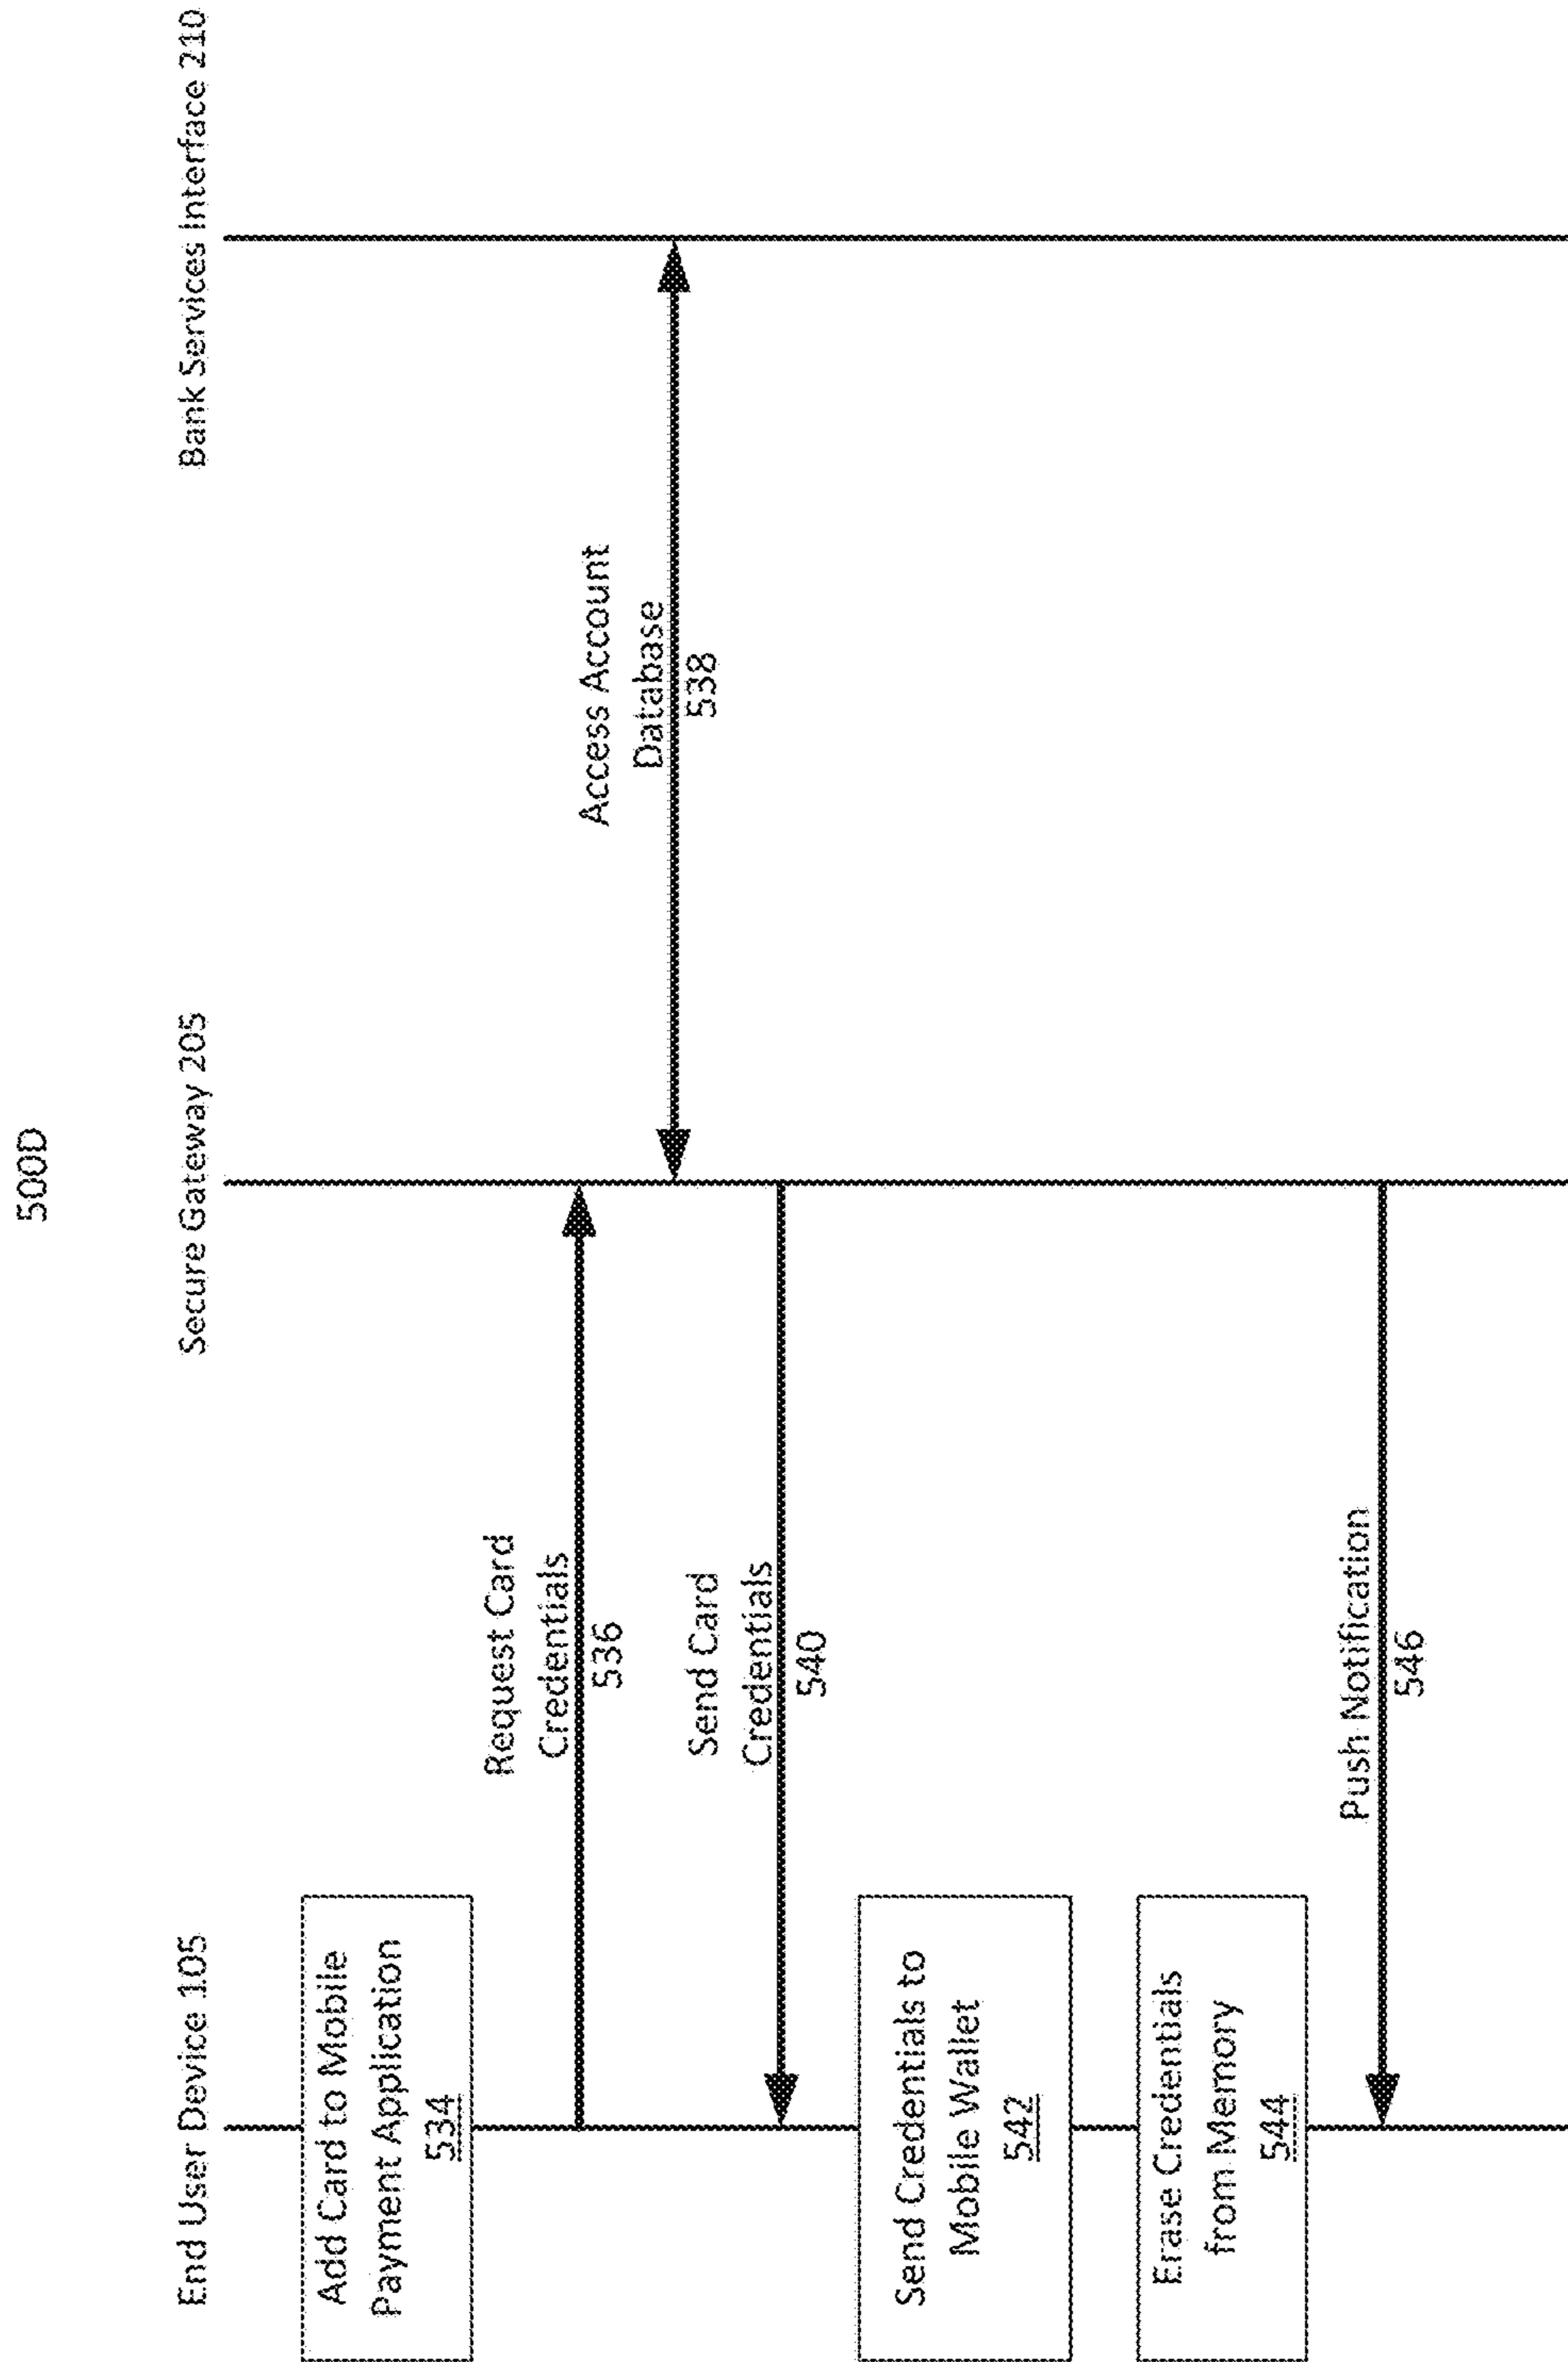 500D
End User Device 105
Secure Gateway 205
Bank Services Interface 210
Add Card to Mobile
Payment Application
534
Request Card
Credentials
536
Access Account
Database
538
Send Card
Credentials
540
Send Credentials to
Mobile Wallet
542
Erase Credentials
from Memory
544
Push Notification
546